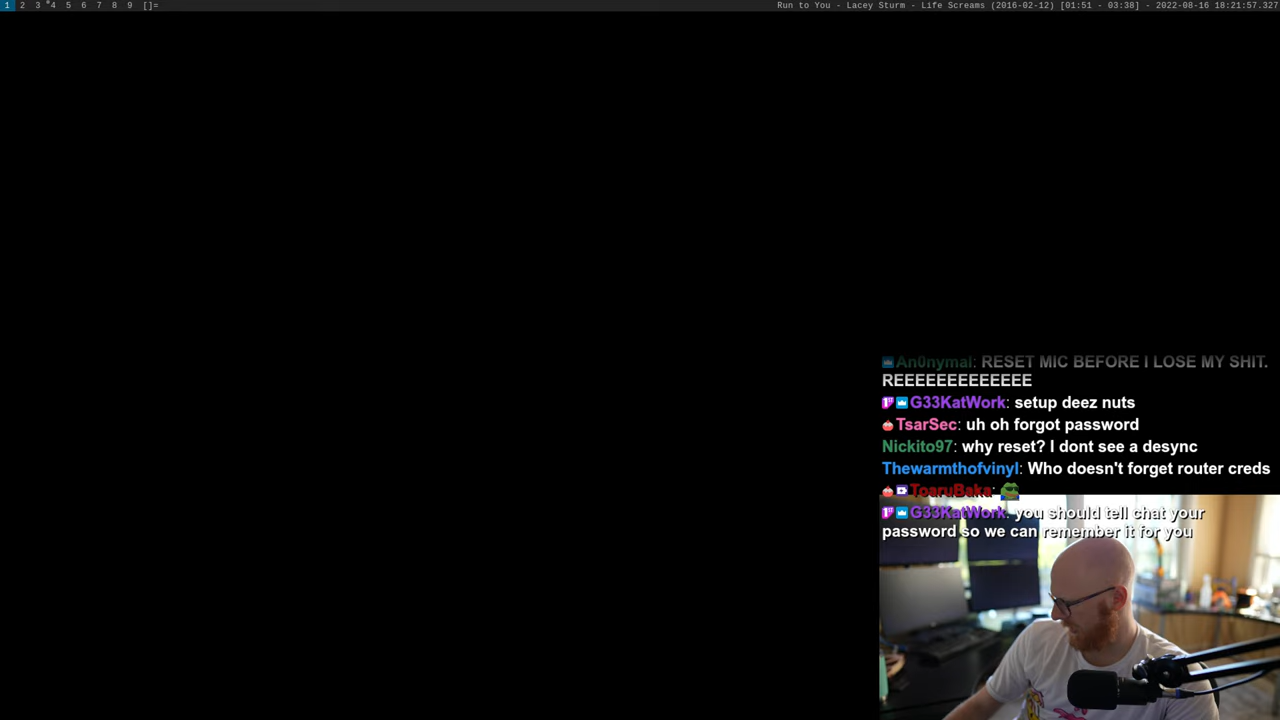 1 2 3 4 5 6 7 8 9 []= Run to You - Lacey Sturm - Life Screams (2016-02-12) [01:51 - 03:38] - 2022-08-16 18:21:57.327
An0nymal: RESET MIC BEFORE I LOSE MY SHIT.
REEEEEEEEEEEEE
G33KatWork: setup deez nuts
TsarSec: uh oh forgot password
Nickito97: why reset? I dont see a desync
Thewarmthofvinyl: Who doesn't forget router creds
ToaruBaka:
G33KatWork: you should tell chat your
password so we can remember it for you